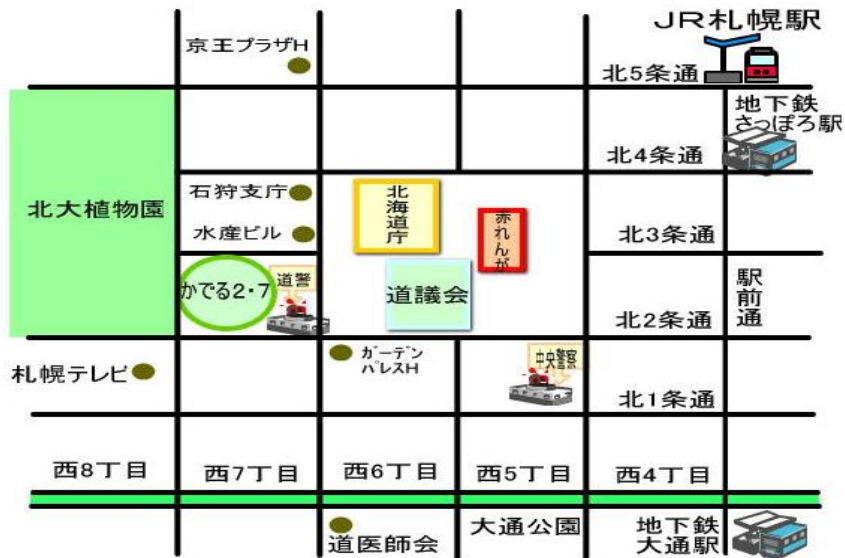 JR札幌駅
京王プラザH
北5条通
地下鉄
さっぽろ駅
北4条通
北大植物園
石狩支庁
水産ビル
北海道庁
赤れんが
北3条通
かでる2・7
道警
道議会
駅前通
北2条通
札幌テレビ
ガーデン
パレスH
中央警察
北1条通
西8丁目
西7丁目
西6丁目
西5丁目
西4丁目
道医師会
大通公園
地下鉄
大通駅